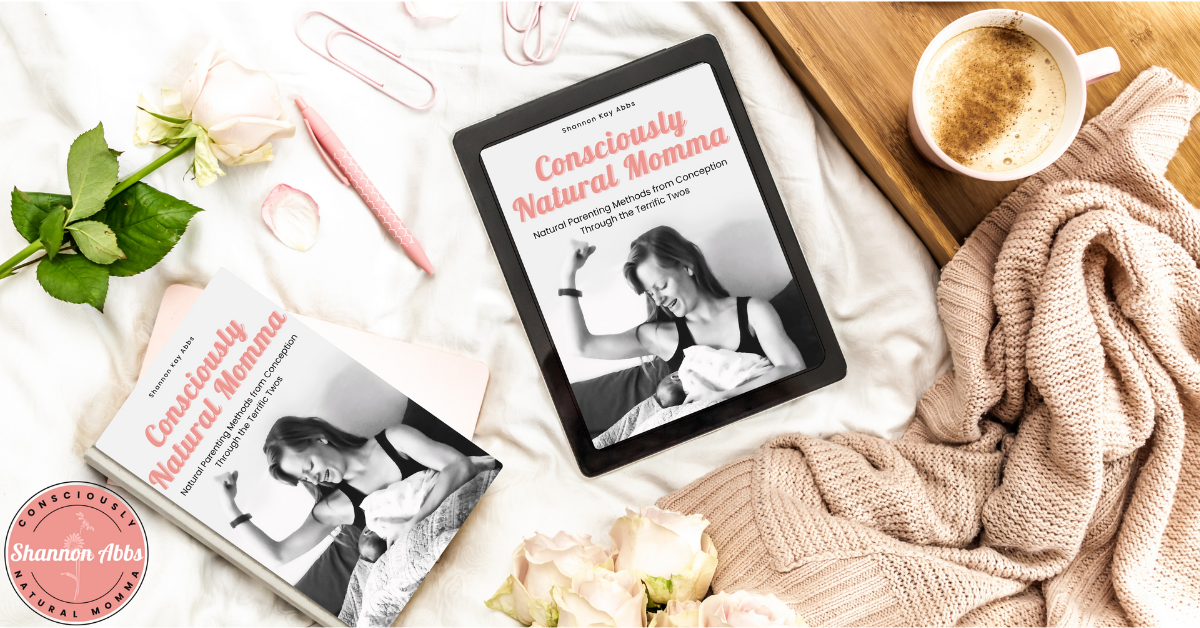 Shannon Kay Abbs
Consciously
Natural Momma
Natural Parenting Methods from Conception
Through the Terrific Twos
Shannon Kay Abbs
Consciously
Natural Momma
Natural Parenting Methods from Conception
Through the Terrific Twos
CONSCIOUSLY
Shannon Abbs
NATURAL MOMMA